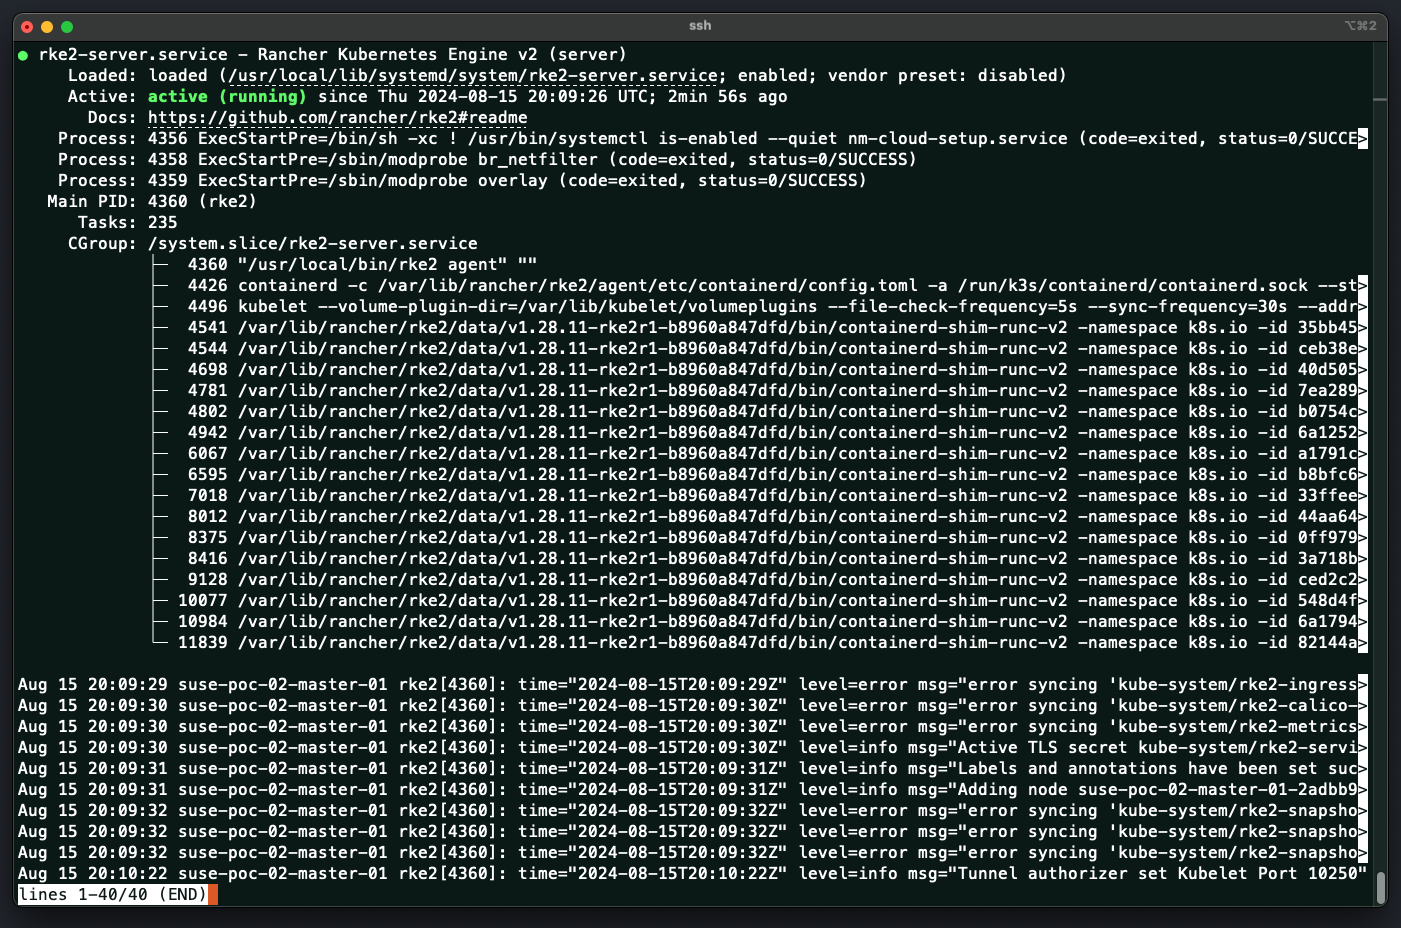 ssh
⌥⌘2
● rke2-server.service - Rancher Kubernetes Engine v2 (server)
Loaded: loaded (/usr/local/lib/systemd/system/rke2-server.service; enabled; vendor preset: disabled)
Active: active (running) since Thu 2024-08-15 20:09:26 UTC; 2min 56s ago
Docs: https://github.com/rancher/rke2#readme
Process: 4356 ExecStartPre=/bin/sh -xc ! /usr/bin/systemctl is-enabled --quiet nm-cloud-setup.service (code=exited, status=0/SUCCE>
Process: 4358 ExecStartPre=/sbin/modprobe br_netfilter (code=exited, status=0/SUCCESS)
Process: 4359 ExecStartPre=/sbin/modprobe overlay (code=exited, status=0/SUCCESS)
Main PID: 4360 (rke2)
Tasks: 235
CGroup: /system.slice/rke2-server.service
├─ 4360 "/usr/local/bin/rke2 agent" ""
├─ 4426 containerd -c /var/lib/rancher/rke2/agent/etc/containerd/config.toml -a /run/k3s/containerd/containerd.sock --st>
├─ 4496 kubelet --volume-plugin-dir=/var/lib/kubelet/volumeplugins --file-check-frequency=5s --sync-frequency=30s --addr>
├─ 4541 /var/lib/rancher/rke2/data/v1.28.11-rke2r1-b8960a847dfd/bin/containerd-shim-runc-v2 -namespace k8s.io -id 35bb45>
├─ 4544 /var/lib/rancher/rke2/data/v1.28.11-rke2r1-b8960a847dfd/bin/containerd-shim-runc-v2 -namespace k8s.io -id ceb38e>
├─ 4698 /var/lib/rancher/rke2/data/v1.28.11-rke2r1-b8960a847dfd/bin/containerd-shim-runc-v2 -namespace k8s.io -id 40d505>
├─ 4781 /var/lib/rancher/rke2/data/v1.28.11-rke2r1-b8960a847dfd/bin/containerd-shim-runc-v2 -namespace k8s.io -id 7ea289>
├─ 4802 /var/lib/rancher/rke2/data/v1.28.11-rke2r1-b8960a847dfd/bin/containerd-shim-runc-v2 -namespace k8s.io -id b0754c>
├─ 4942 /var/lib/rancher/rke2/data/v1.28.11-rke2r1-b8960a847dfd/bin/containerd-shim-runc-v2 -namespace k8s.io -id 6a1252>
├─ 6067 /var/lib/rancher/rke2/data/v1.28.11-rke2r1-b8960a847dfd/bin/containerd-shim-runc-v2 -namespace k8s.io -id a1791c>
├─ 6595 /var/lib/rancher/rke2/data/v1.28.11-rke2r1-b8960a847dfd/bin/containerd-shim-runc-v2 -namespace k8s.io -id b8bfc6>
├─ 7018 /var/lib/rancher/rke2/data/v1.28.11-rke2r1-b8960a847dfd/bin/containerd-shim-runc-v2 -namespace k8s.io -id 33ffee>
├─ 8012 /var/lib/rancher/rke2/data/v1.28.11-rke2r1-b8960a847dfd/bin/containerd-shim-runc-v2 -namespace k8s.io -id 44aa64>
├─ 8375 /var/lib/rancher/rke2/data/v1.28.11-rke2r1-b8960a847dfd/bin/containerd-shim-runc-v2 -namespace k8s.io -id 0ff979>
├─ 8416 /var/lib/rancher/rke2/data/v1.28.11-rke2r1-b8960a847dfd/bin/containerd-shim-runc-v2 -namespace k8s.io -id 3a718b>
├─ 9128 /var/lib/rancher/rke2/data/v1.28.11-rke2r1-b8960a847dfd/bin/containerd-shim-runc-v2 -namespace k8s.io -id ced2c2>
├─ 10077 /var/lib/rancher/rke2/data/v1.28.11-rke2r1-b8960a847dfd/bin/containerd-shim-runc-v2 -namespace k8s.io -id 548d4f>
├─ 10984 /var/lib/rancher/rke2/data/v1.28.11-rke2r1-b8960a847dfd/bin/containerd-shim-runc-v2 -namespace k8s.io -id 6a1794>
└─ 11839 /var/lib/rancher/rke2/data/v1.28.11-rke2r1-b8960a847dfd/bin/containerd-shim-runc-v2 -namespace k8s.io -id 82144a>
Aug 15 20:09:29 suse-poc-02-master-01 rke2[4360]: time="2024-08-15T20:09:29Z" level=error msg="error syncing 'kube-system/rke2-ingress>
Aug 15 20:09:30 suse-poc-02-master-01 rke2[4360]: time="2024-08-15T20:09:30Z" level=error msg="error syncing 'kube-system/rke2-calico->
Aug 15 20:09:30 suse-poc-02-master-01 rke2[4360]: time="2024-08-15T20:09:30Z" level=error msg="error syncing 'kube-system/rke2-metrics>
Aug 15 20:09:30 suse-poc-02-master-01 rke2[4360]: time="2024-08-15T20:09:30Z" level=info msg="Active TLS secret kube-system/rke2-servi>
Aug 15 20:09:31 suse-poc-02-master-01 rke2[4360]: time="2024-08-15T20:09:31Z" level=info msg="Labels and annotations have been set suc>
Aug 15 20:09:31 suse-poc-02-master-01 rke2[4360]: time="2024-08-15T20:09:31Z" level=info msg="Adding node suse-poc-02-master-01-2adbb9>
Aug 15 20:09:32 suse-poc-02-master-01 rke2[4360]: time="2024-08-15T20:09:32Z" level=error msg="error syncing 'kube-system/rke2-snapsho>
Aug 15 20:09:32 suse-poc-02-master-01 rke2[4360]: time="2024-08-15T20:09:32Z" level=error msg="error syncing 'kube-system/rke2-snapsho>
Aug 15 20:09:32 suse-poc-02-master-01 rke2[4360]: time="2024-08-15T20:09:32Z" level=error msg="error syncing 'kube-system/rke2-snapsho>
Aug 15 20:10:22 suse-poc-02-master-01 rke2[4360]: time="2024-08-15T20:10:22Z" level=info msg="Tunnel authorizer set Kubelet Port 10250"
lines 1-40/40 (END)